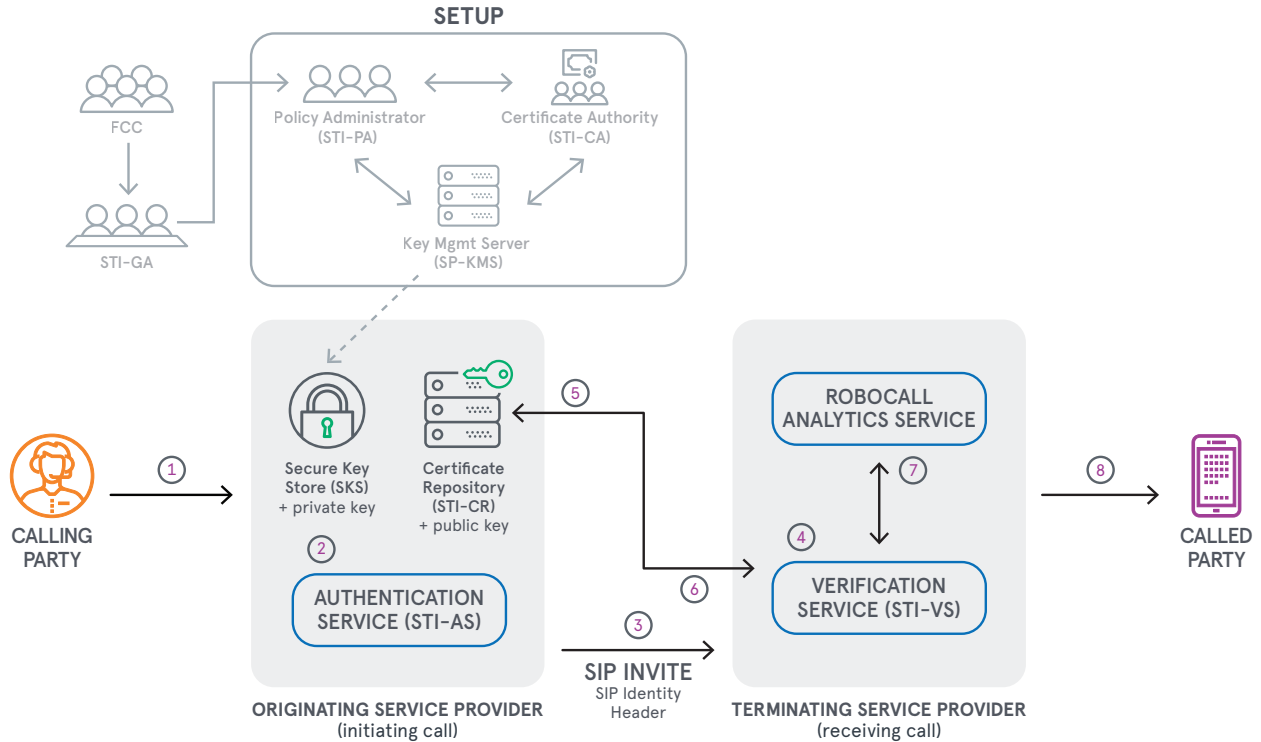 SETUP
FCC
STI-GA
Policy Administrator
(STI-PA)
Certificate Authority
(STI-CA)
Key Mgmt Server
(SP-KMS)
CALLING
PARTY
1
Secure Key
Store (SKS)
+ private key
Certificate
Repository
(STI-CR)
+ public key
2
AUTHENTICATION
SERVICE (STI-AS)
ORIGINATING SERVICE PROVIDER
(initiating call)
5
6
3
SIP INVITE
SIP Identity
Header
ROBOCALL
ANALYTICS SERVICE
7
4
VERIFICATION
SERVICE (STI-VS)
TERMINATING SERVICE PROVIDER
(receiving call)
8
CALLED
PARTY